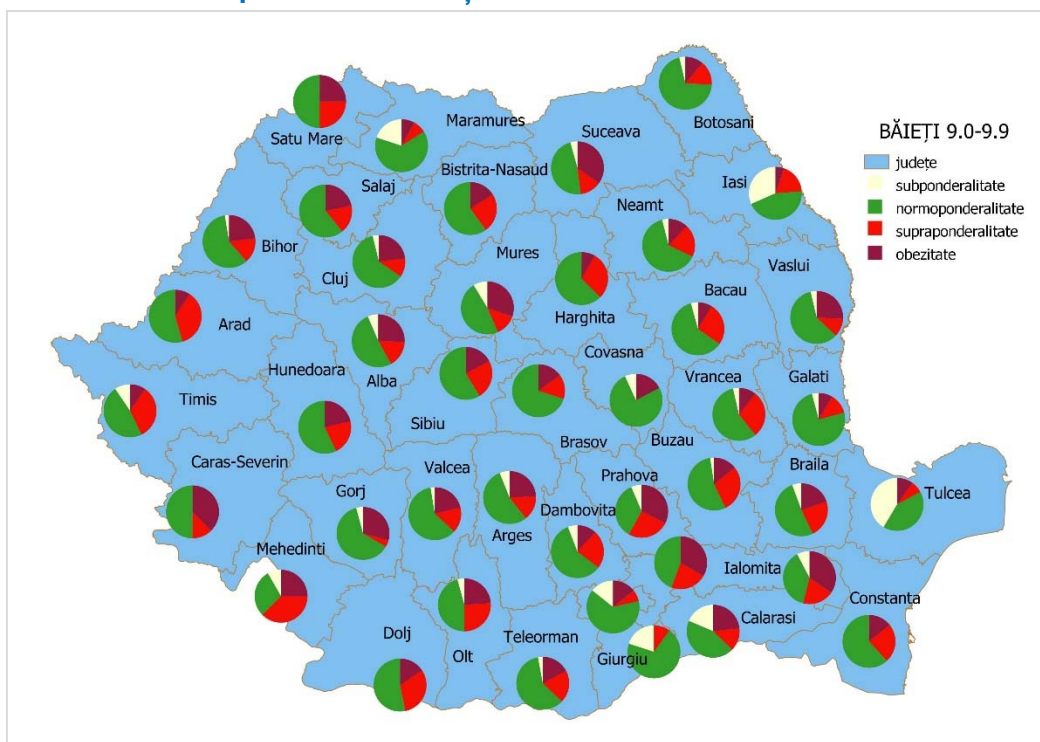 Maramures
Satu Mare
Suceava
Botosani
BĂIEȚI 9.0-9.9
județe
subponderalitate
normoponderalitate
supraponderalitate
obezitate
Salaj
Bistrita-Nasaud
Iasi
Neamt
Bihor
Cluj
Mures
Vaslui
Bacau
Arad
Harghita
Hunedoara
Alba
Covasna
Vrancea
Galati
Timis
Sibiu
Brasov
Buzau
Caras-Severin
Valcea
Prahova
Braila
Gorj
Tulcea
Dambovita
Arges
Mehedinti
Ialomita
Constanta
Calarasi
Dolj
Olt
Teleorman
Giurgiu